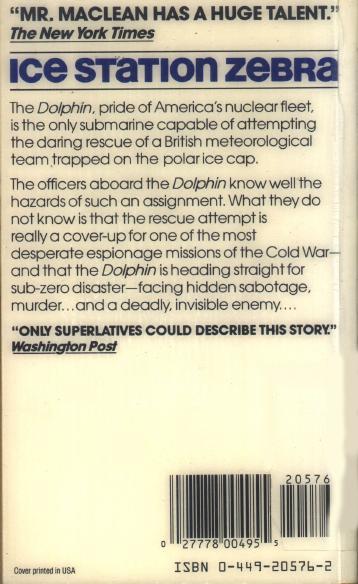 “MR. MACLEAN HAS A HUGE TALENT.”
The New York Times
ICE STATION ZEBRA
The Dolphin, pride of America's nuclear fleet,
is the only submarine capable of attempting
the daring rescue of a British meteorological
team trapped on the polar ice cap.
The officers aboard the Dolphin know well the
hazards of such an assignment. What they do
not know is that the rescue attempt is
really a cover-up for one of the most
desperate espionage missions of the Cold War—
and that the Dolphin is heading straight for
sub-zero disaster—facing hidden sabotage,
murder...and a deadly, invisible enemy....
“ONLY SUPERLATIVES COULD DESCRIBE THIS STORY.”
Washington Post
20576
0 27778 00495 5
Cover printed in USA
ISBN 0-449-20576-2